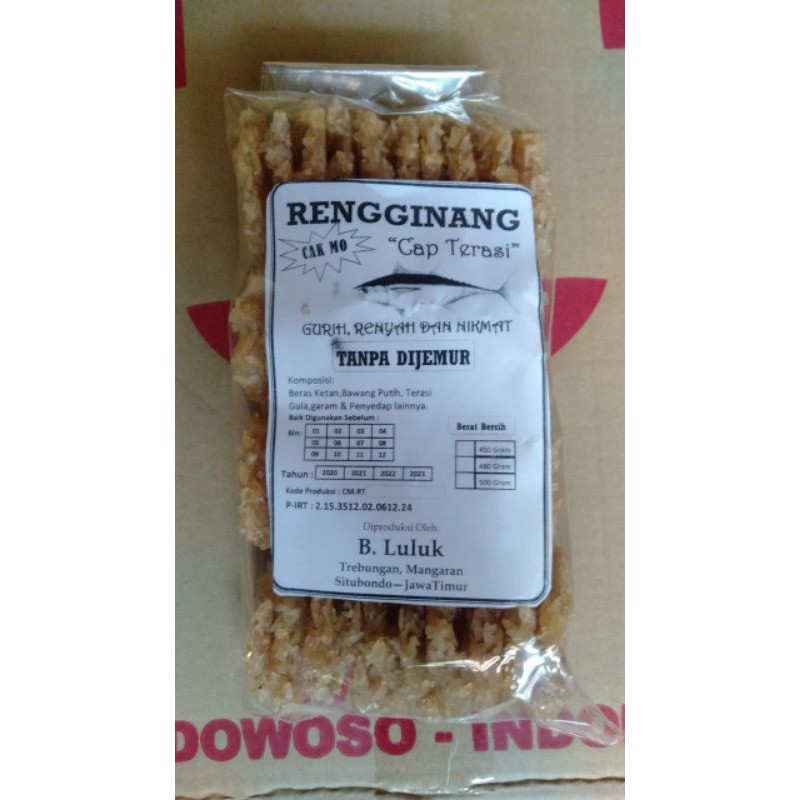 RENGGINANG
CAK MO
"Cap Terasi"
GURIH, RENYAH DAN NIKMAT
TANPA DIJEMUR
Komposisi:
Beras Ketan,Bawang Putih, Terasi
Gula,garam & Penyedap lainnya.
Baik Digunakan Sebelum :
Bln: 01 02 03 04
05 06 07 08
09 10 11 12
Tahun : 2020 2021 2022 2023
Berat Bersih
450 Gram
480 Gram
500 Gram
Kode Produksi : CM.RT
P-IRT : 2.15.3512.02.0612.24
Diproduksi Oleh:
B. Luluk
Trebungan, Mangaran
Situbondo—JawaTimur
DOWOSO - INDO